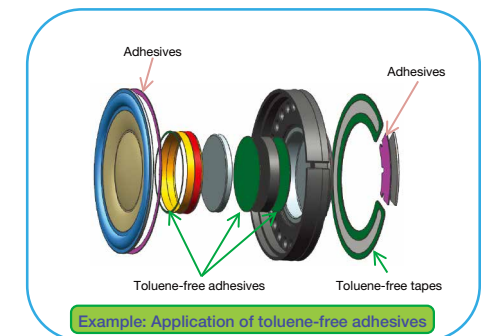 Adhesives
Adhesives
Toluene-free adhesives
Toluene-free tapes
Example: Application of toluene-free adhesives